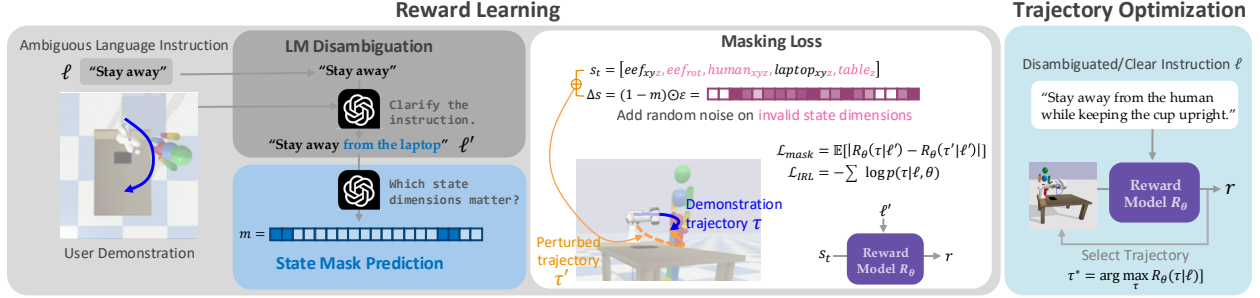 Reward Learning
Trajectory Optimization
Ambiguous Language Instruction
ℓ “Stay away”
User Demonstration
LM Disambiguation
“Stay away”
Clarify the
instruction.
“Stay away from the laptop” ℓ′
Which state
dimensions matter?
m =
State Mask Prediction
Masking Loss
s_t = [eef_xyz, eef_rot, human_xyz, laptop_xyz, table_z]
Δs = (1 − m)⊙ε =
Add random noise on invalid state dimensions
ℒ_mask = 𝔼[|R_θ(τ|ℓ′) − R_θ(τ′|ℓ′)|]
ℒ_IRL = −∑ log p(τ|ℓ, θ)
Demonstration
trajectory τ
Perturbed
trajectory
τ′
ℓ′
s_t
Reward
Model R_θ
r
Disambiguated/Clear Instruction ℓ
“Stay away from the human
while keeping the cup upright.”
Reward
Model R_θ
r
Select Trajectory
τ* = arg max_τ R_θ(τ|ℓ)]